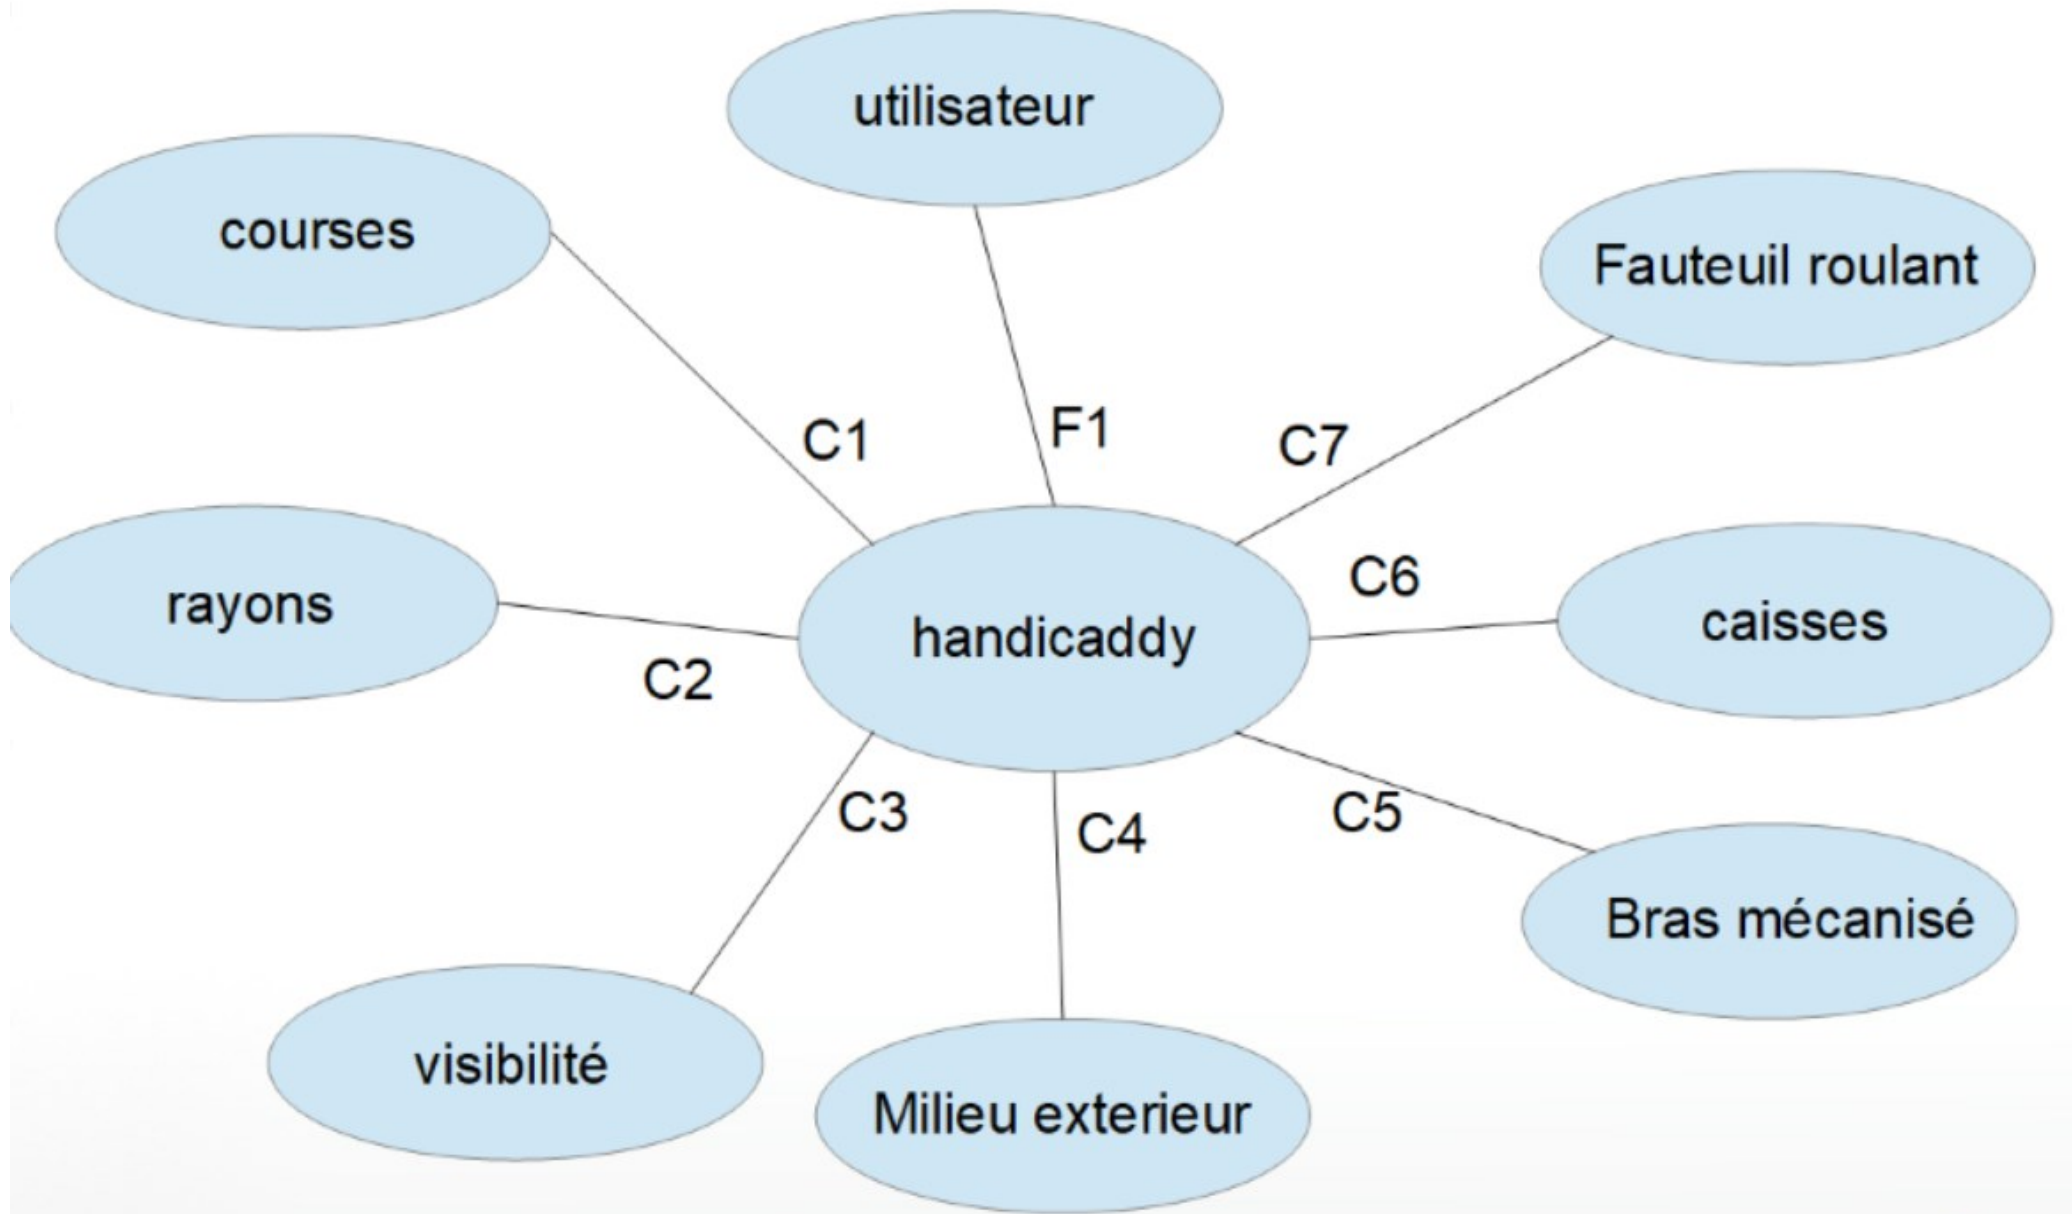 utilisateur
courses
Fauteuil roulant
C1
F1
C7
rayons
C6
caisses
handicaddy
C2
C3
C4
C5
Bras mécanisé
visibilité
Milieu exterieur